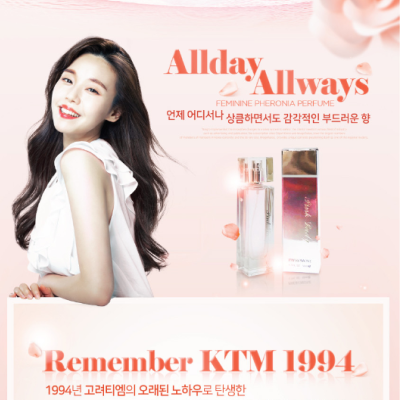 Allday
Allways
FEMININE PHERONIA PERFUME
언제 어디서나 상큼하면서도 감각적인 부드러운 향
Remember KTM 1994
1994년 고려티엠의 오래된 노하우로 탄생한